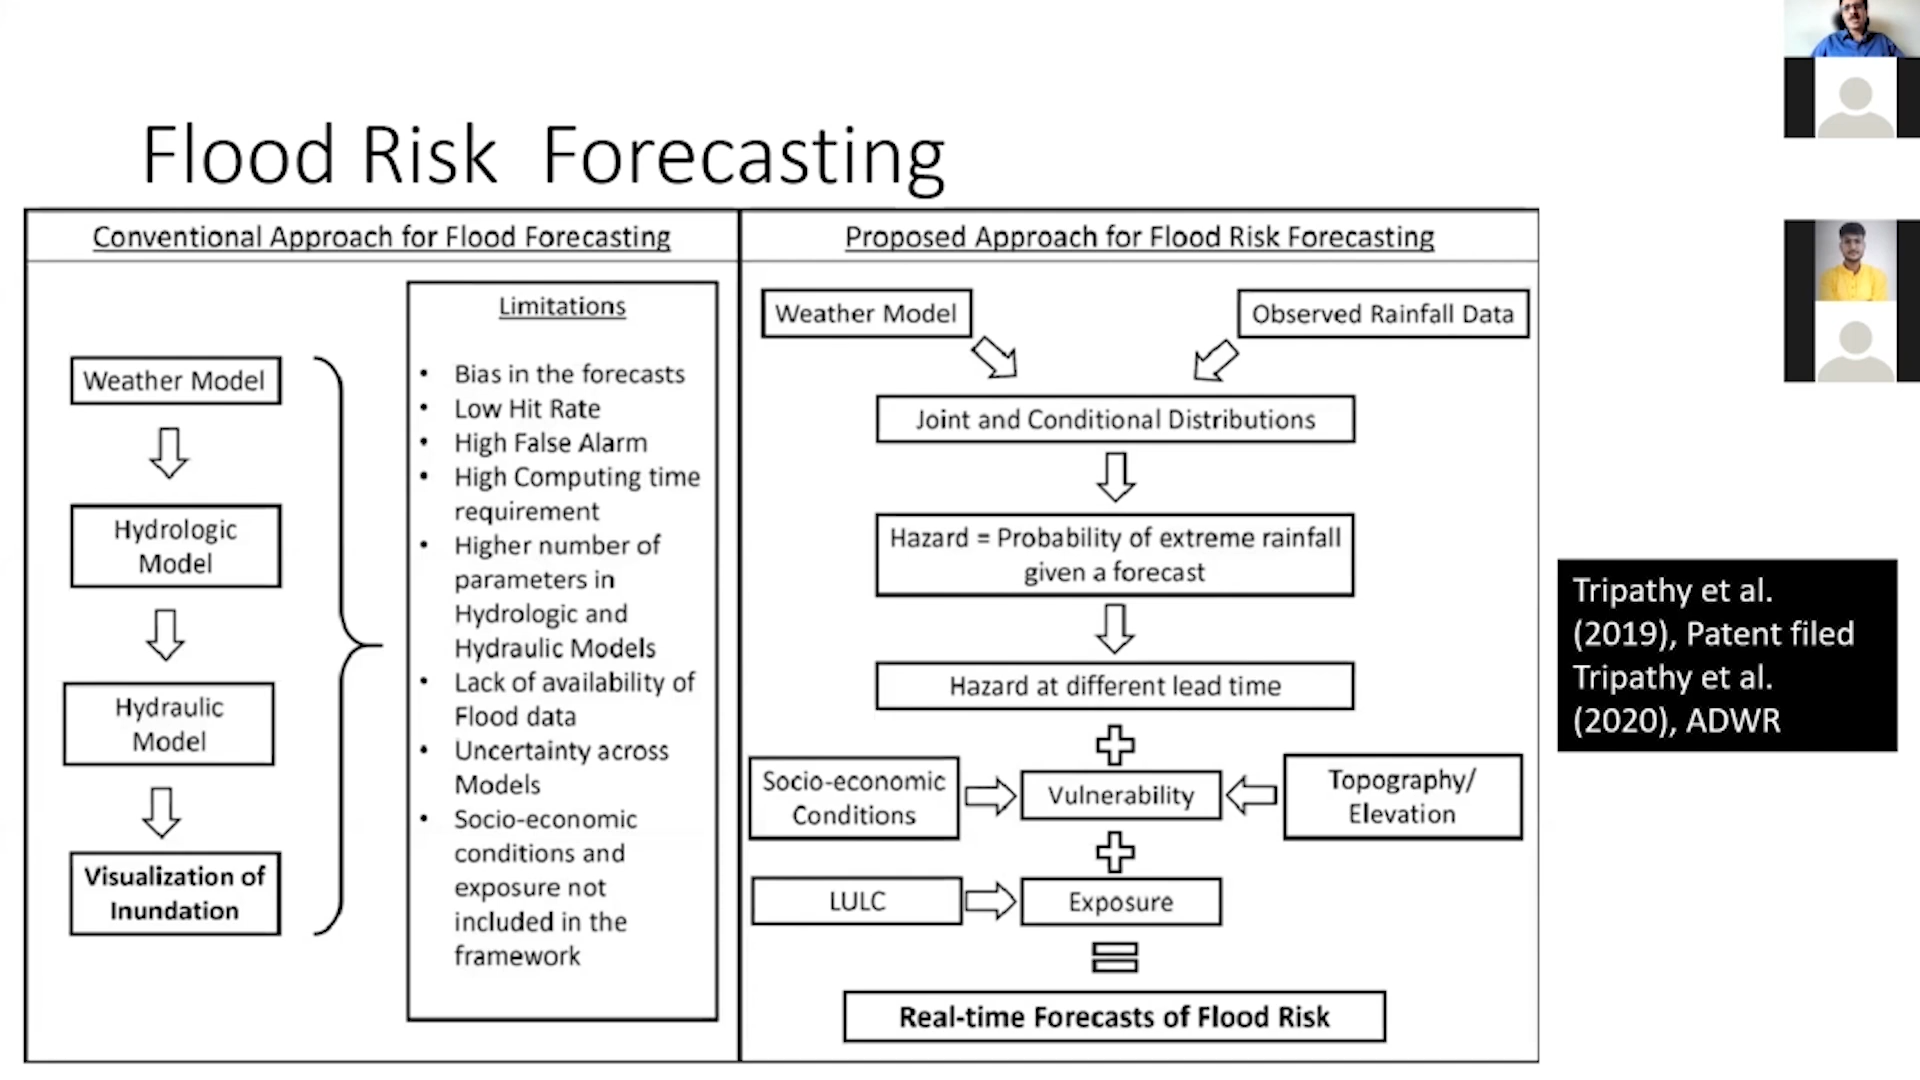 Flood Risk Forecasting
Conventional Approach for Flood Forecasting
Weather Model
Hydrologic
Model
Hydraulic
Model
Visualization of
Inundation
Limitations
• Bias in the forecasts
• Low Hit Rate
• High False Alarm
• High Computing time
requirement
• Higher number of
parameters in
Hydrologic and
Hydraulic Models
• Lack of availability of
Flood data
• Uncertainty across
Models
• Socio-economic
conditions and
exposure not
included in the
framework
Proposed Approach for Flood Risk Forecasting
Weather Model
Observed Rainfall Data
Joint and Conditional Distributions
Hazard = Probability of extreme rainfall
given a forecast
Hazard at different lead time
Socio-economic
Conditions
Vulnerability
Topography/
Elevation
LULC
Exposure
Real-time Forecasts of Flood Risk
Tripathy et al.
(2019), Patent filed
Tripathy et al.
(2020), ADWR